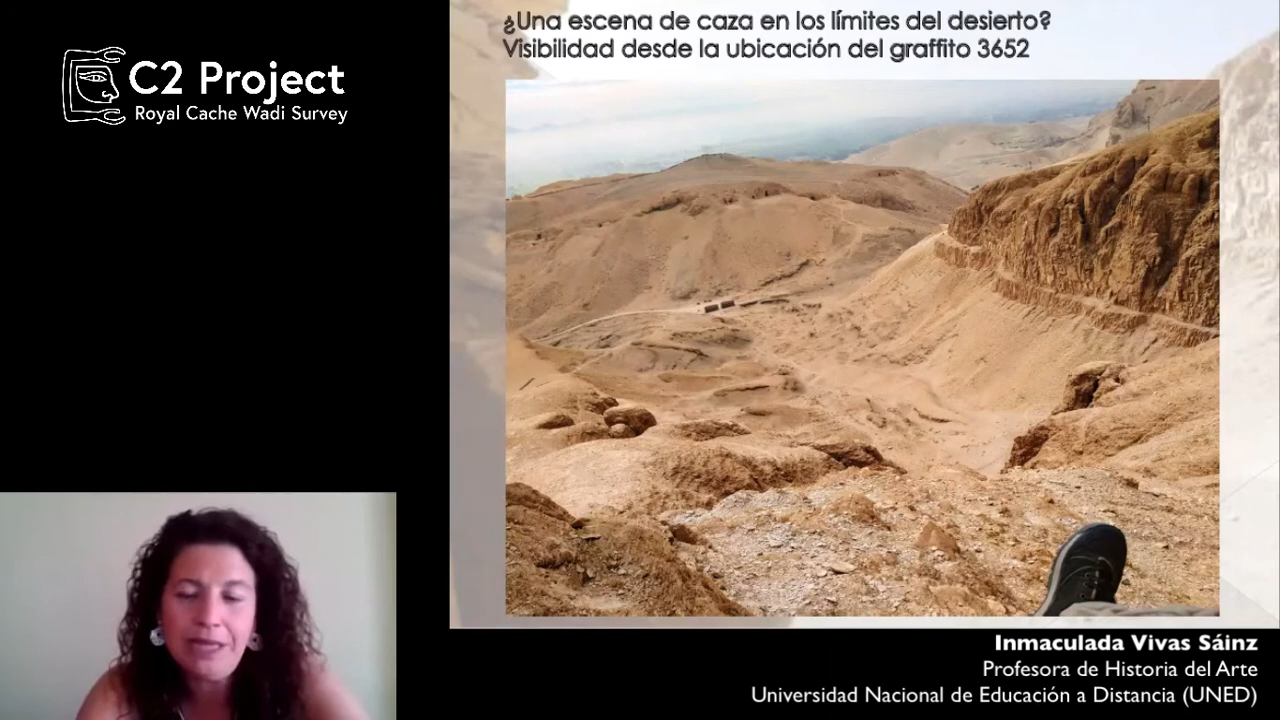 C2 Project
Royal Cache Wadi Survey
¿Una escena de caza en los límites del desierto?
Visibilidad desde la ubicación del graffito 3652
Inmaculada Vivas Sáinz
Profesora de Historia del Arte
Universidad Nacional de Educación a Distancia (UNED)